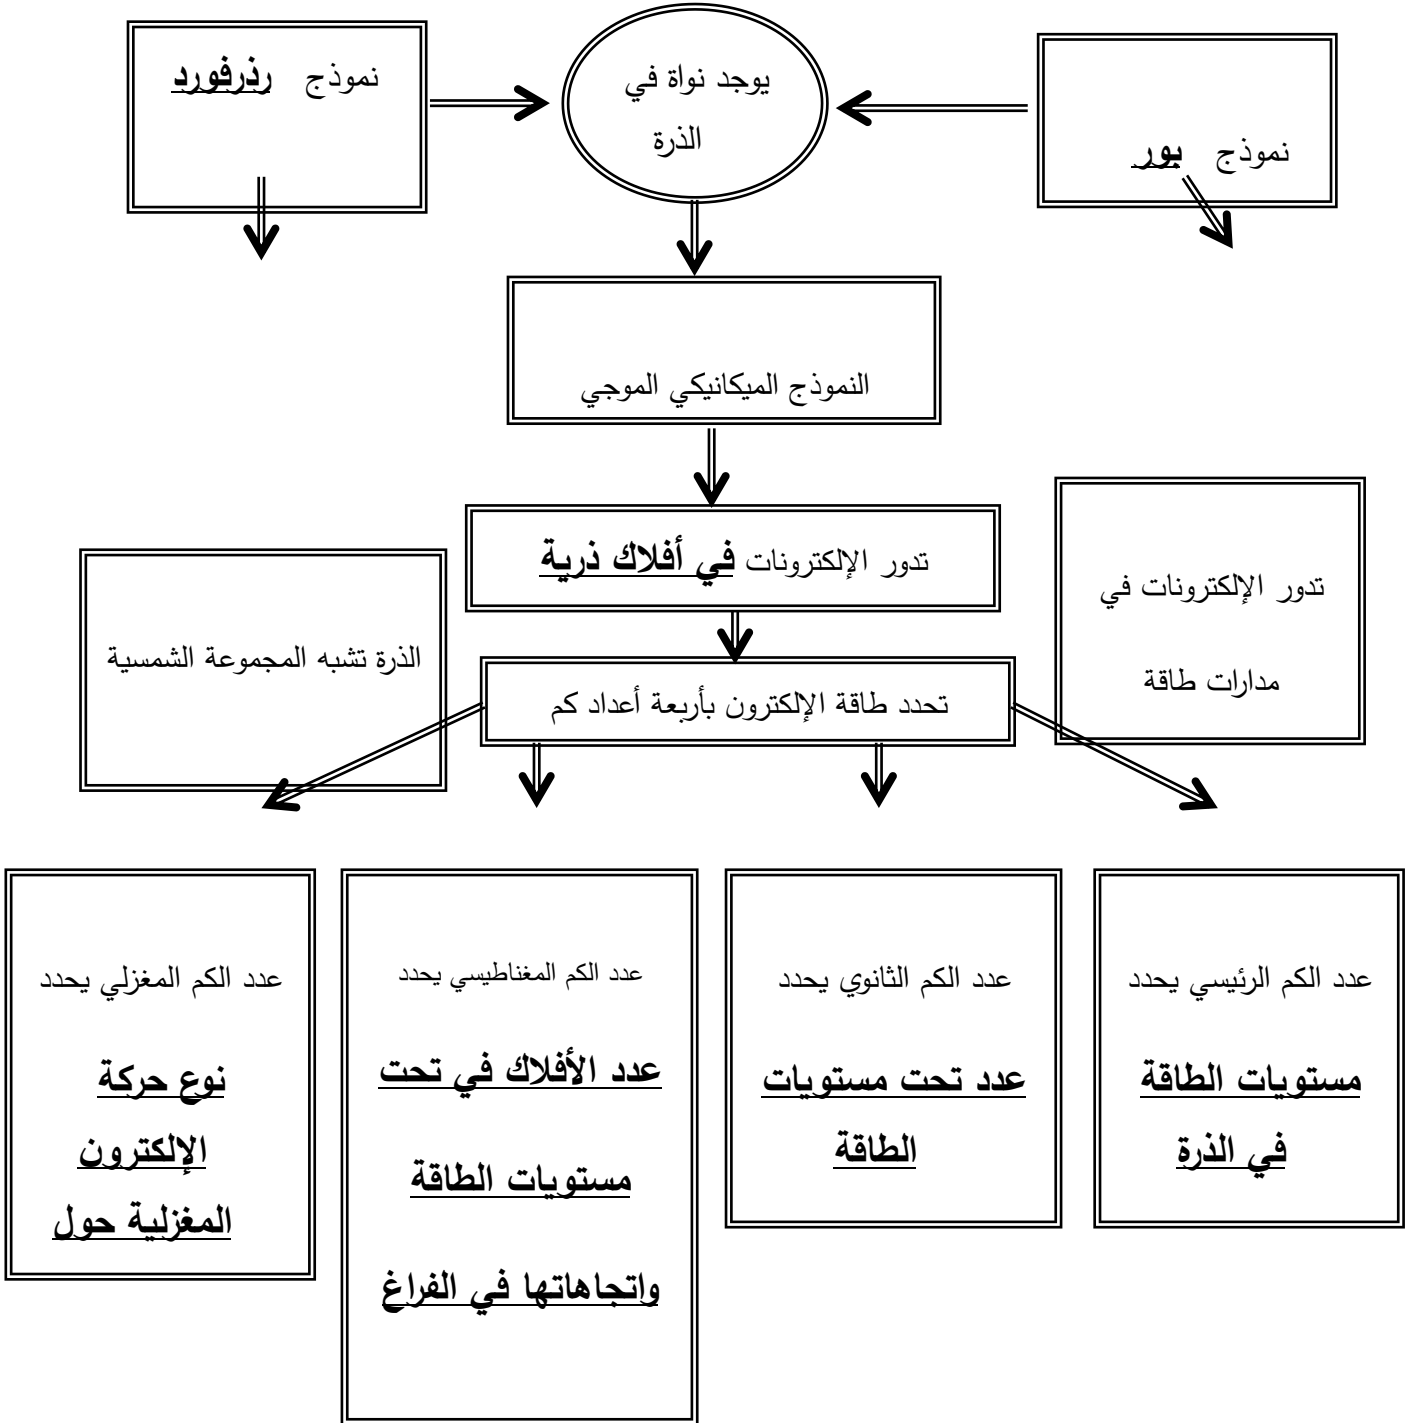 نموذج بور
يوجد نواة في
الذرة
نموذج رذرفورد
النموذج الميكانيكي الموجي
تدور الإلكترونات في أفلاك ذرية
تدور الإلكترونات في
مدارات طاقة
الذرة تشبه المجموعة الشمسية
تحدد طاقة الإلكترون بأربعة أعداد كم
عدد الكم الرئيسي يحدد
مستويات الطاقة
في الذرة
عدد الكم الثانوي يحدد
عدد تحت مستويات
الطاقة
عدد الكم المغناطيسي يحدد
عدد الأفلاك في تحت
مستويات الطاقة
واتجاهاتها في الفراغ
عدد الكم المغزلي يحدد
نوع حركة
الإلكترون
المغزلية حول